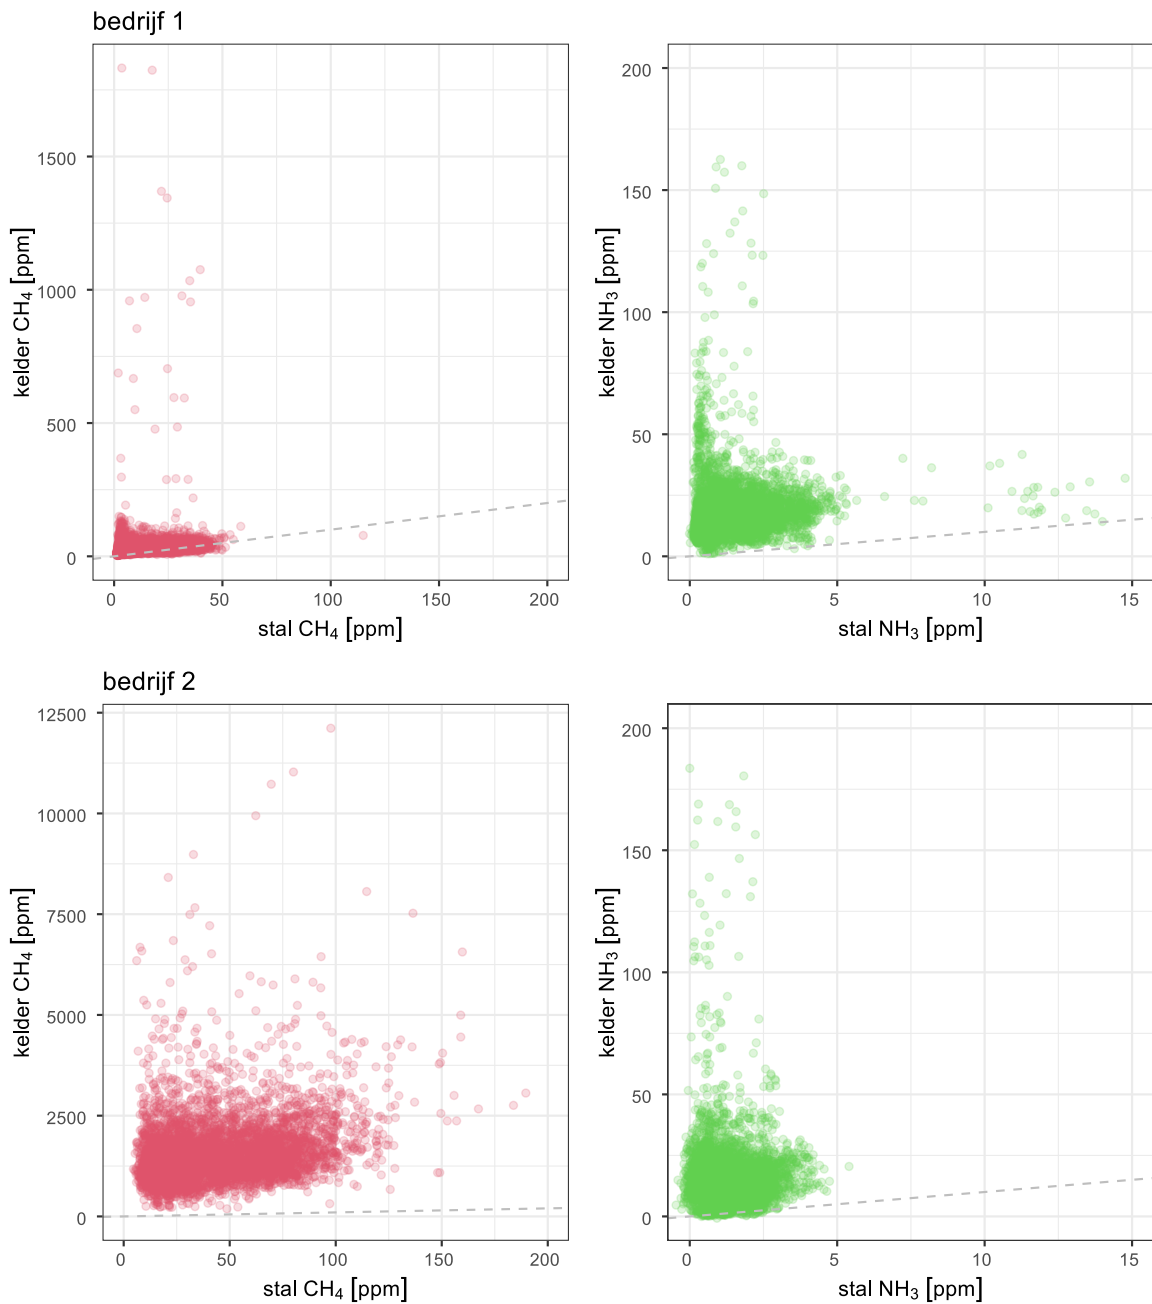 bedrijf 1
kelder CH₄ [ppm]
1500
1000
500
0
0 50 100 150 200
stal CH₄ [ppm]
kelder NH₃ [ppm]
200
150
100
50
0
0 5 10 15
stal NH₃ [ppm]
bedrijf 2
kelder CH₄ [ppm]
12500
10000
7500
5000
2500
0
0 50 100 150 200
stal CH₄ [ppm]
kelder NH₃ [ppm]
200
150
100
50
0
0 5 10 15
stal NH₃ [ppm]